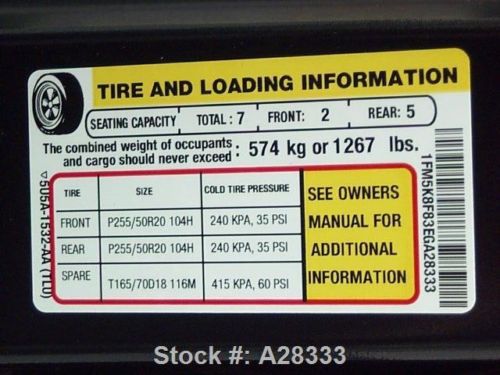 TIRE AND LOADING INFORMATION
SEATING CAPACITY TOTAL : 7 FRONT: 2 REAR: 5
The combined weight of occupants
and cargo should never exceed : 574 kg or 1267 lbs.
TIRE SIZE COLD TIRE PRESSURE
FRONT P255/50R20 104H 240 KPA, 35 PSI
REAR P255/50R20 104H 240 KPA, 35 PSI
SPARE T165/70D18 116M 415 KPA, 60 PSI
SEE OWNERS
MANUAL FOR
ADDITIONAL
INFORMATION
1FM5K8F83EGA28333
Stock #: A28333